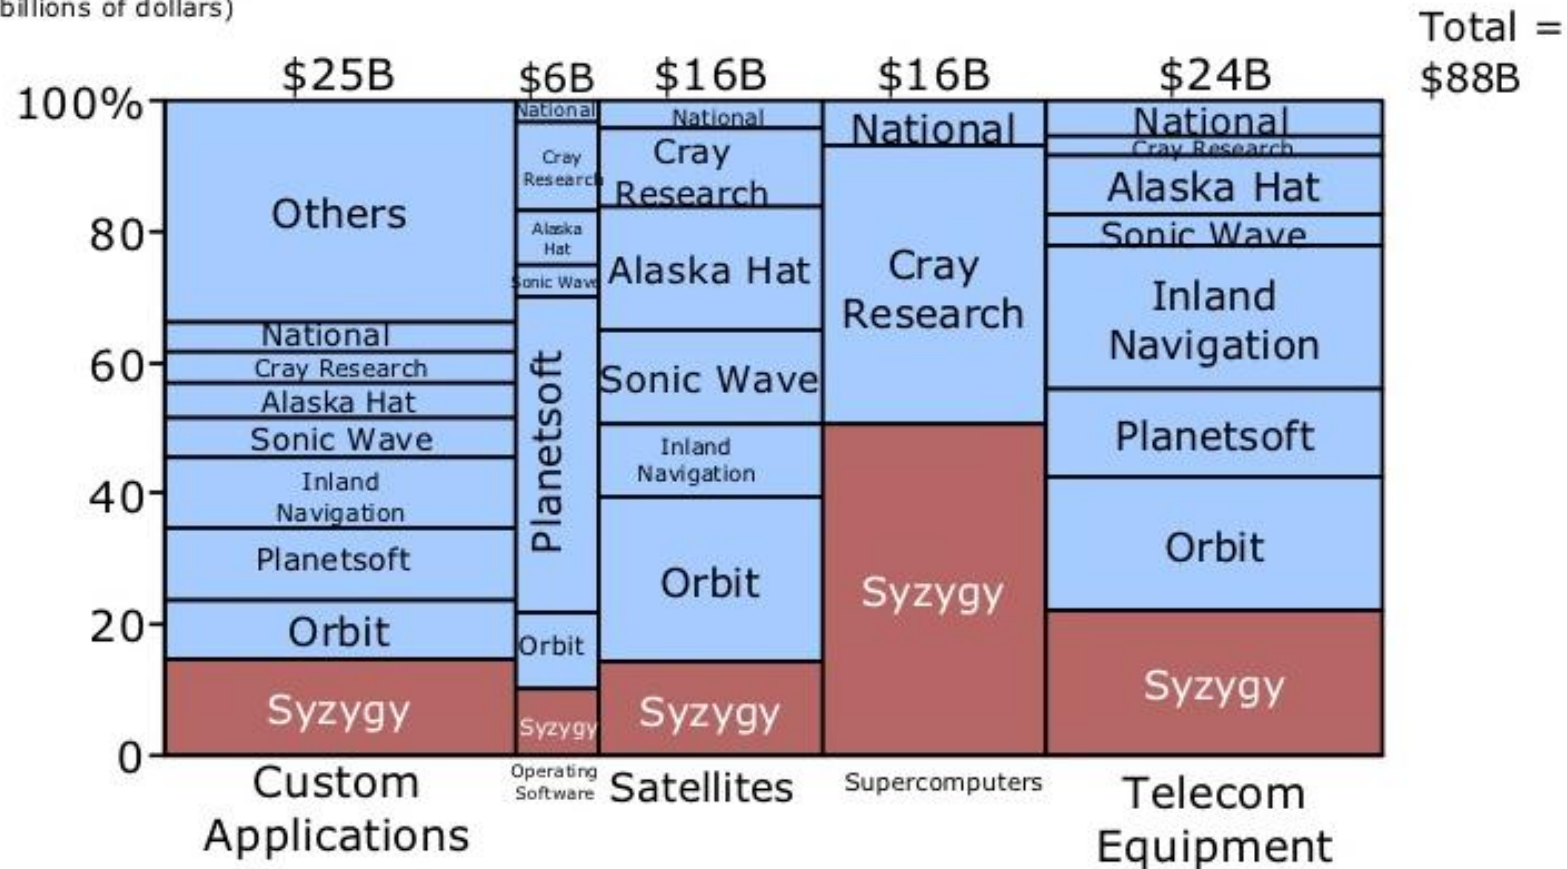 billions of dollars)
Total =
$88B
$25B
$6B
$16B
$16B
$24B
100%
80
60
40
20
0
Others
National
Cray Research
Alaska Hat
Sonic Wave
Inland
Navigation
Planetsoft
Orbit
Syzygy
National
Cray
Research
Alaska
Hat
Sonic Wave
Planetsoft
Orbit
Syzygy
National
Cray
Research
Alaska Hat
Sonic Wave
Inland
Navigation
Orbit
Syzygy
National
Cray
Research
Syzygy
National
Cray Research
Alaska Hat
Sonic Wave
Inland
Navigation
Planetsoft
Orbit
Syzygy
Custom
Applications
Operating
Software
Satellites
Supercomputers
Telecom
Equipment